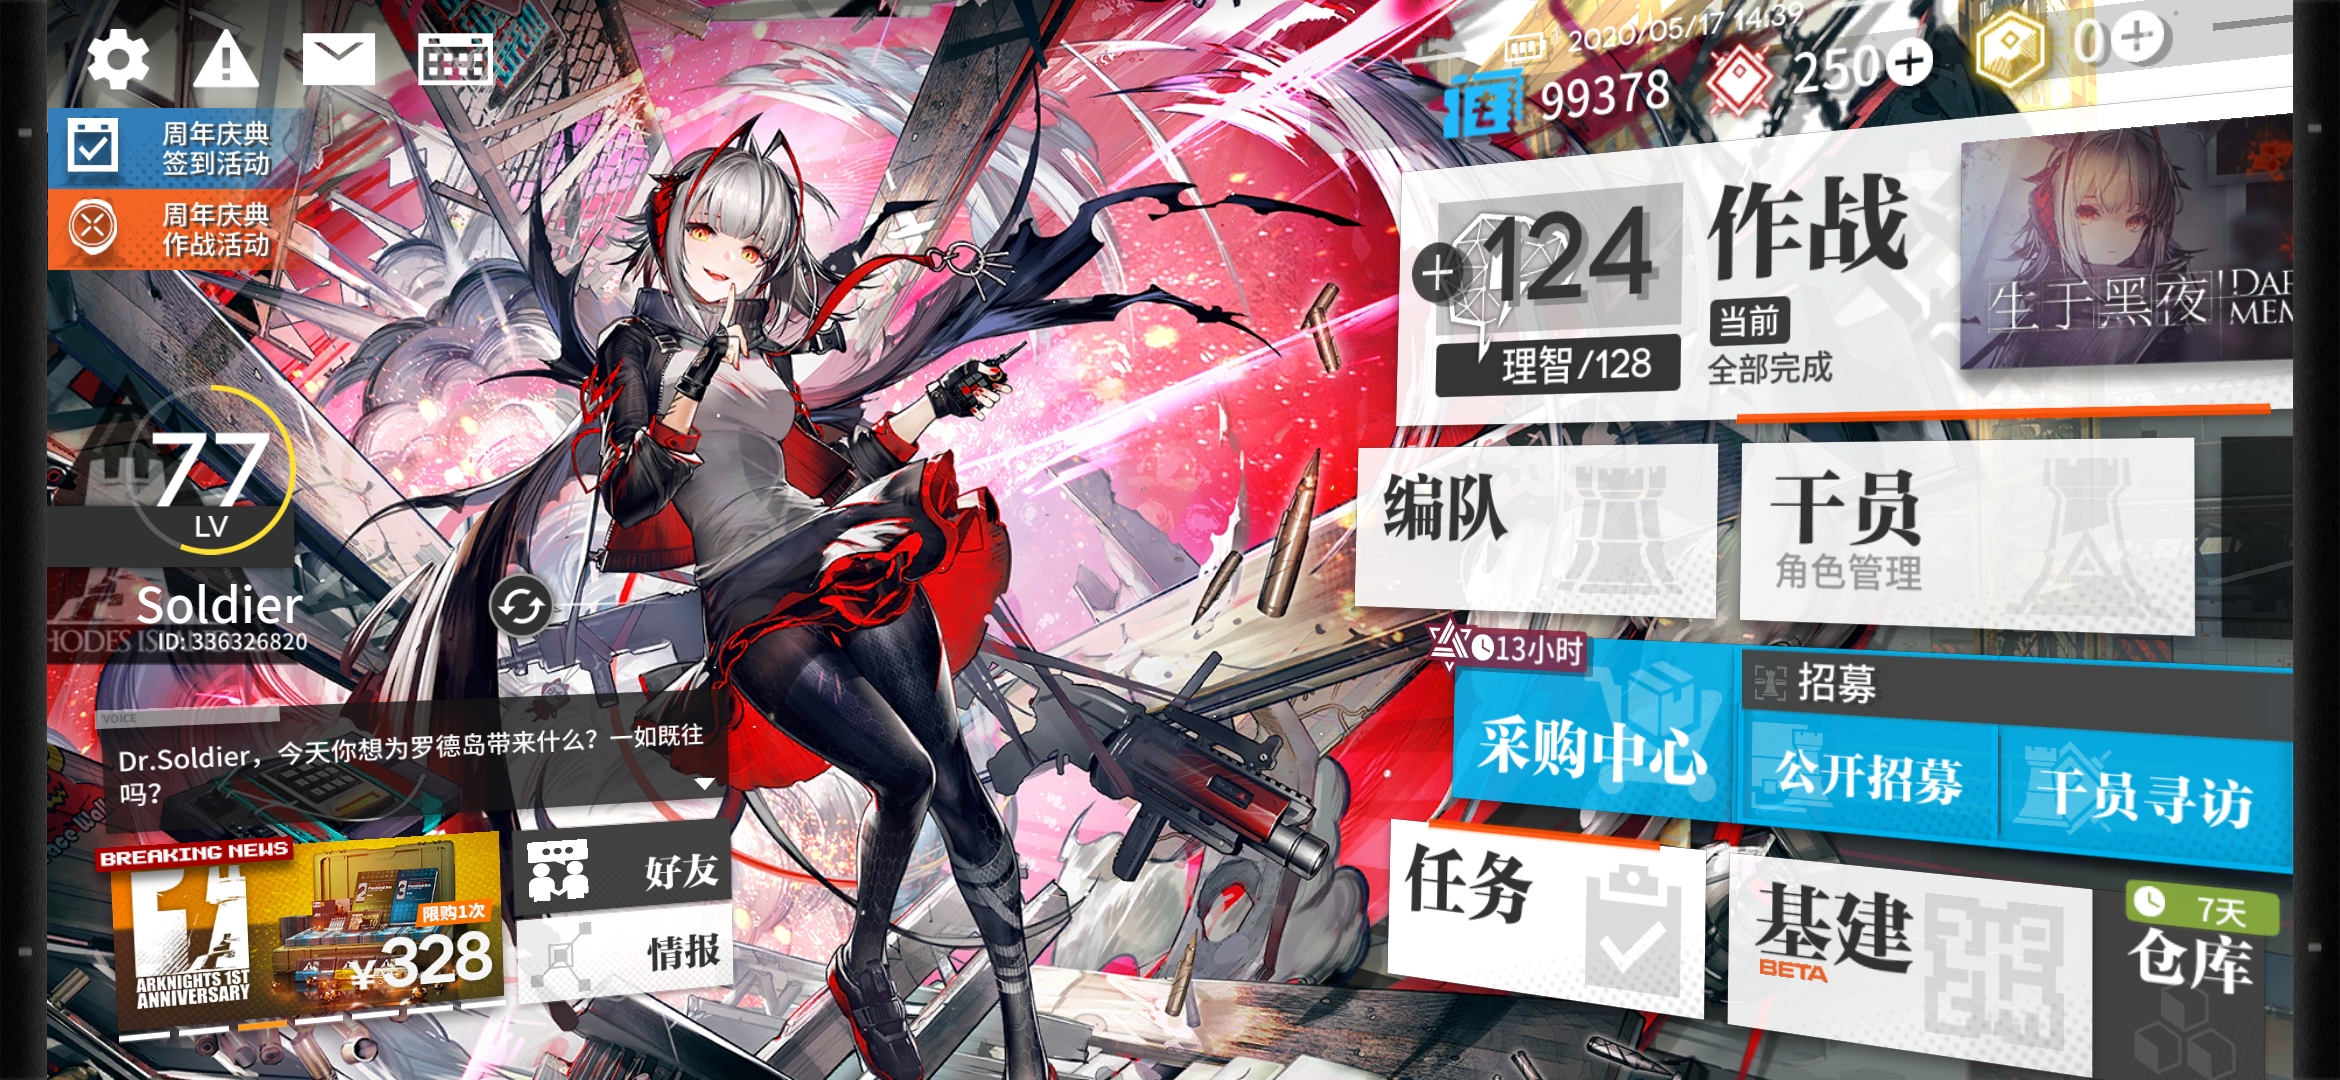 2020/05/17 14:39
99378
250
0
周年庆典
签到活动
周年庆典
作战活动
124
理智/128
作战
当前
全部完成
生于黑夜
DAR
MEM
77
LV
Soldier
ID: 336326820
编队
干员
角色管理
13小时
采购中心
招募
公开招募
干员寻访
VOICE
Dr.Soldier，今天你想为罗德岛带来什么？一如既往
吗？
BREAKING NEWS
限购1次
¥328
ARKNIGHTS 1ST
ANNIVERSARY
好友
情报
任务
基建
BETA
7天
仓库